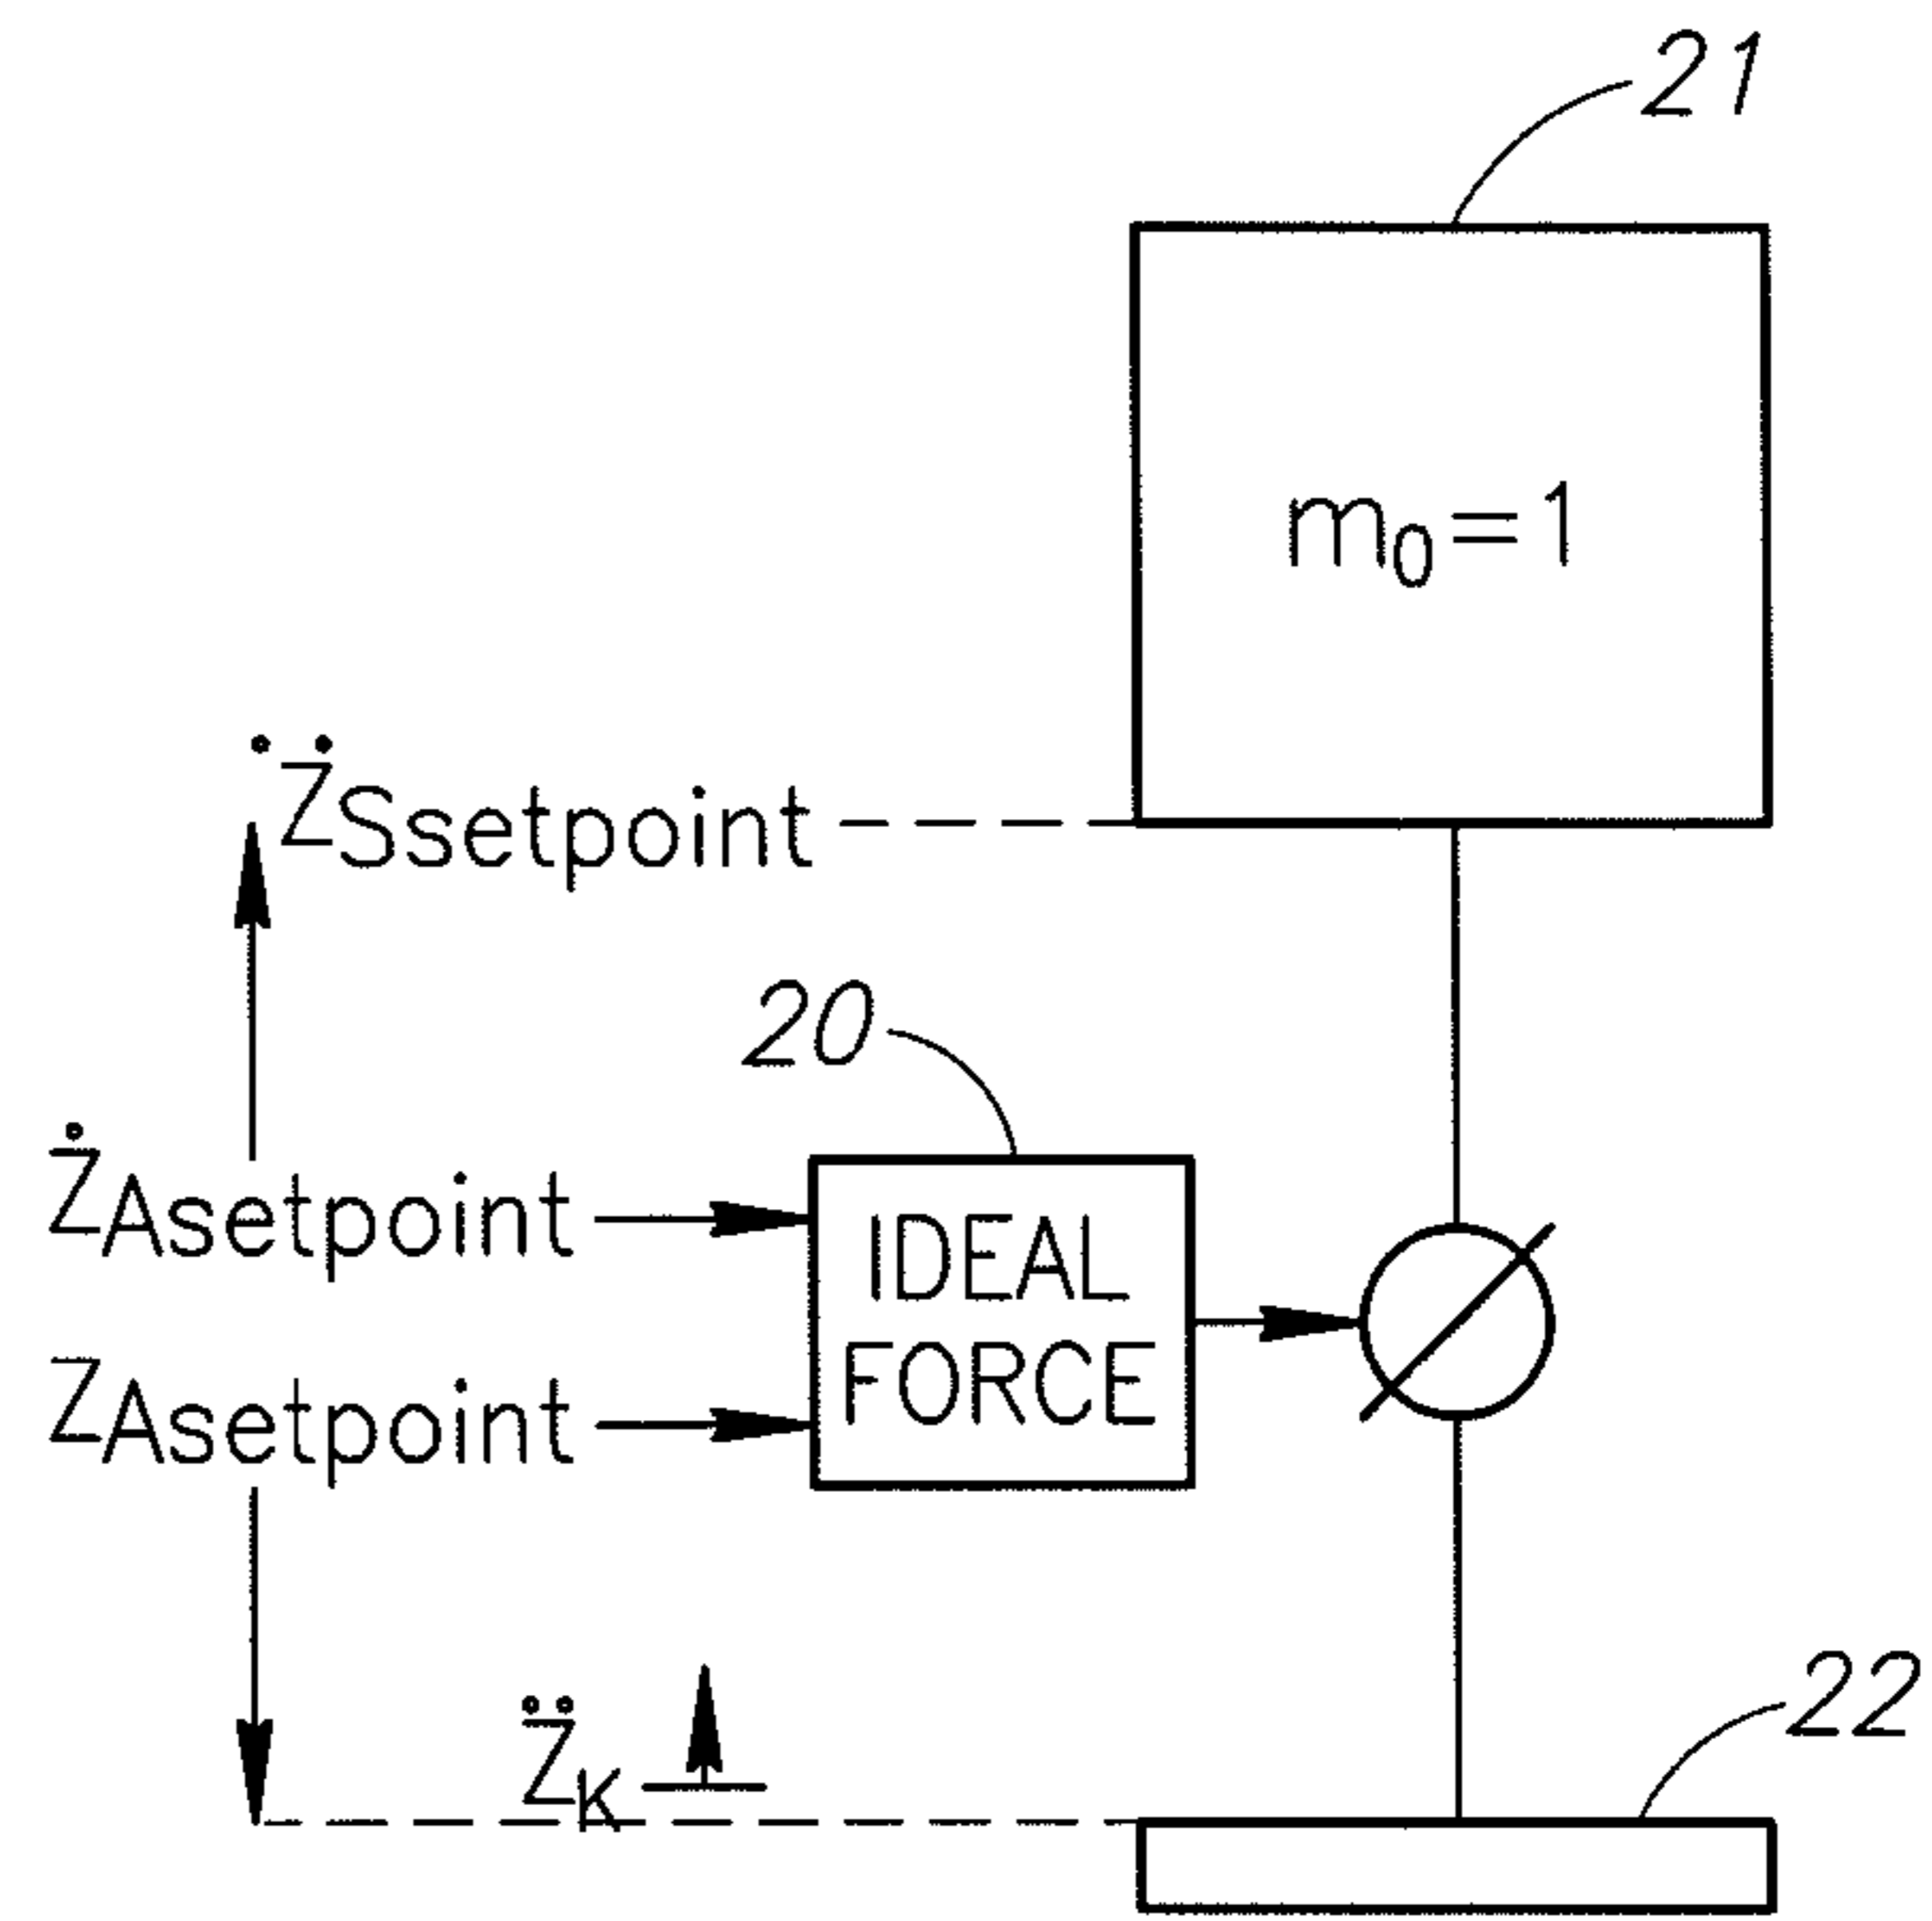 21
m₀=1
z̈Ssetpoint
20
żAsetpoint
IDEAL
FORCE
zAsetpoint
22
z̈K